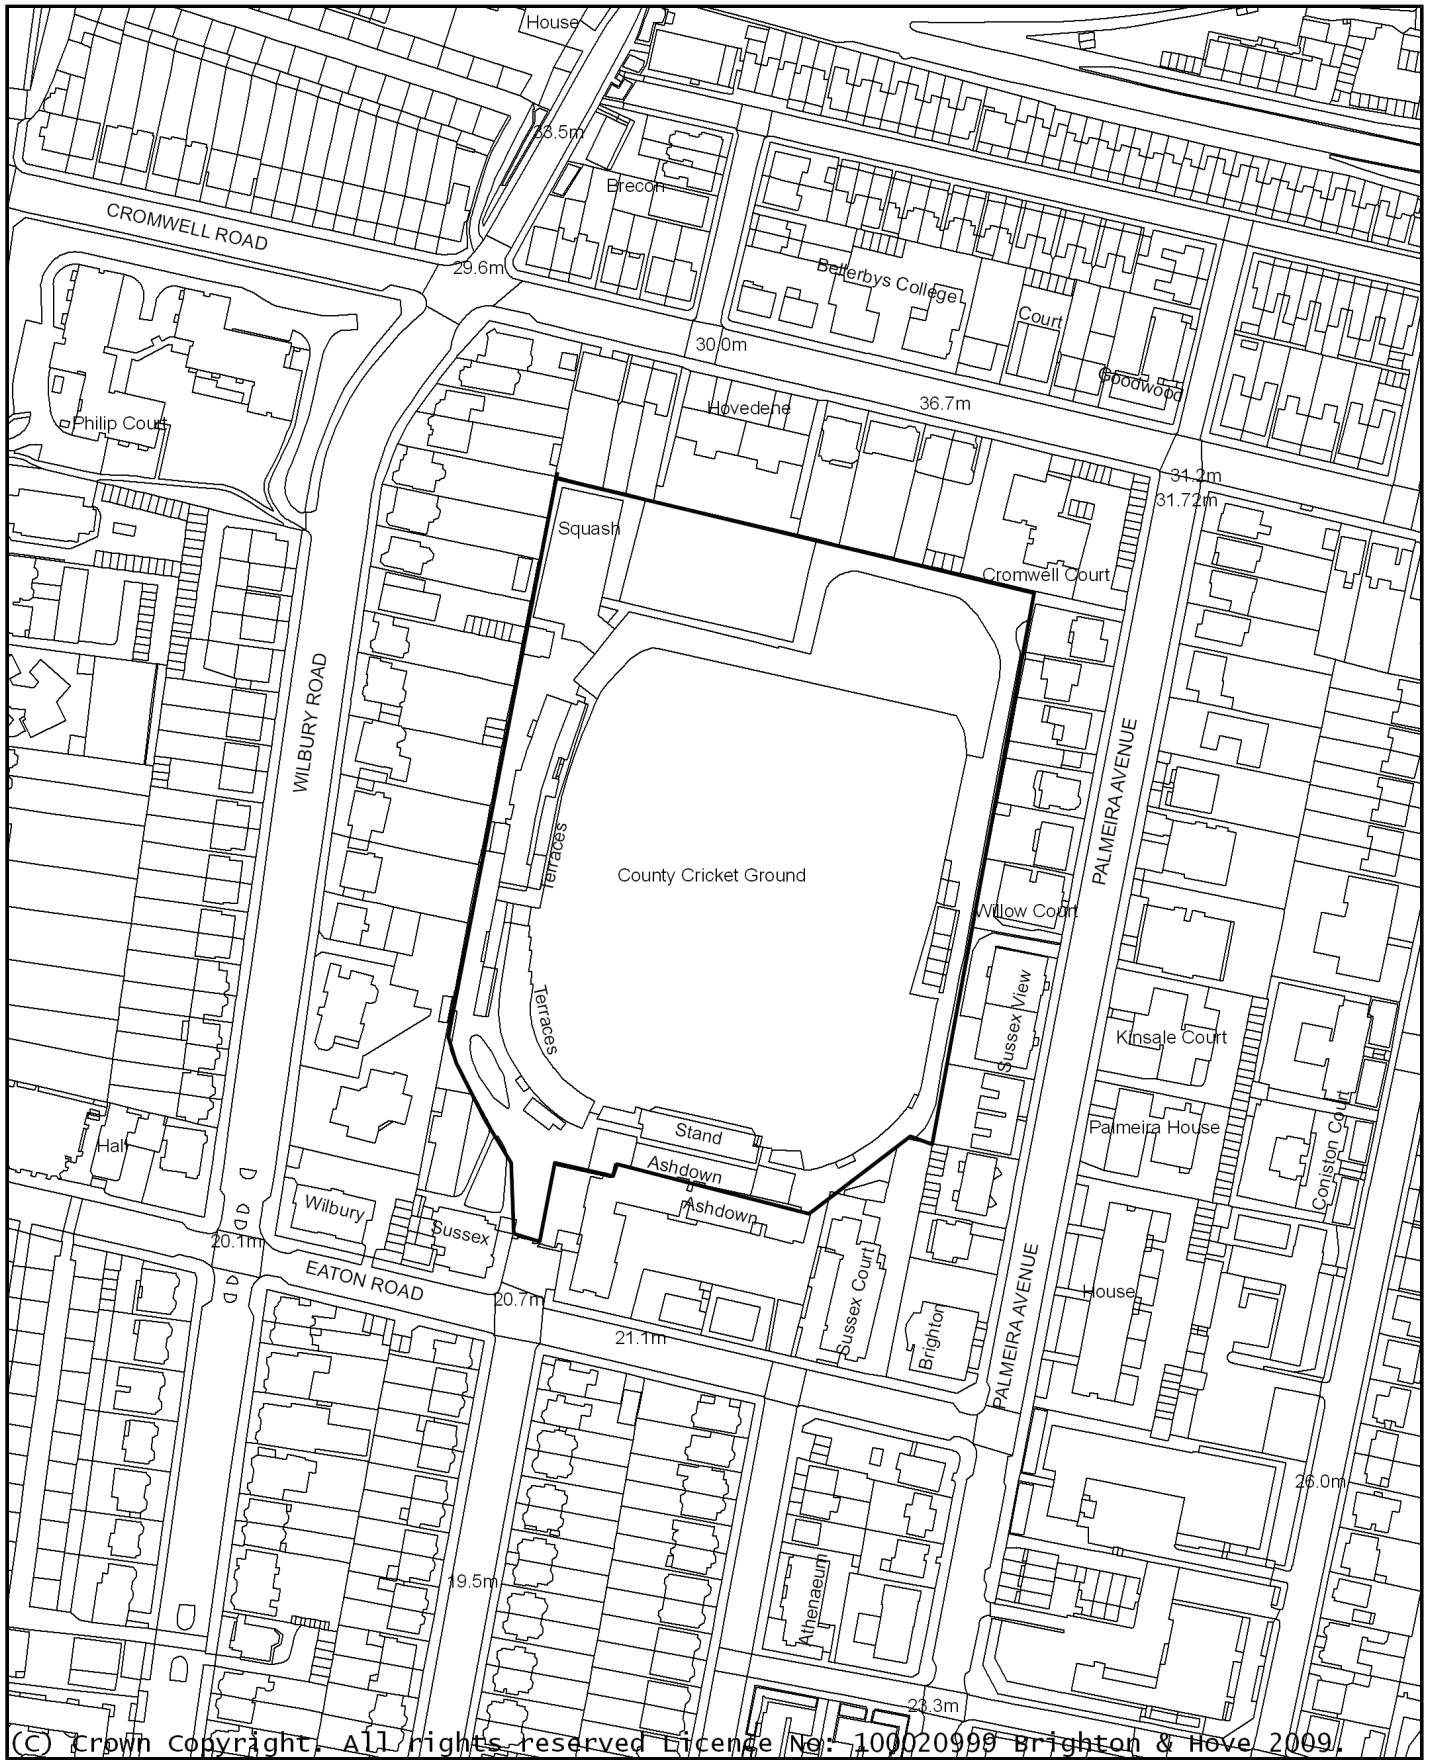 House
33.5m
Brecon
CROMWELL ROAD
29.6m
Bellerbys College
Court
30.0m
Goodwood
36.7m
Hovedene
Philip Court
31.2m
31.72m
Squash
Cromwell Court
WILBURY ROAD
PALMEIRA AVENUE
Terraces
County Cricket Ground
Willow Court
Sussex View
Terraces
Kinsale Court
Stand
Palmeira House
Hall
Coniston Court
Ashdown
Ashdown
Wilbury
Sussex
20.1m
EATON ROAD
Sussex Court
PALMEIRA AVENUE
House
20.7m
21.1m
Brighton
26.0m
19.5m
Athenaeum
23.3m
(C) Crown Copyright. All rights reserved Licence No: 100020999 Brighton & Hove 2009.